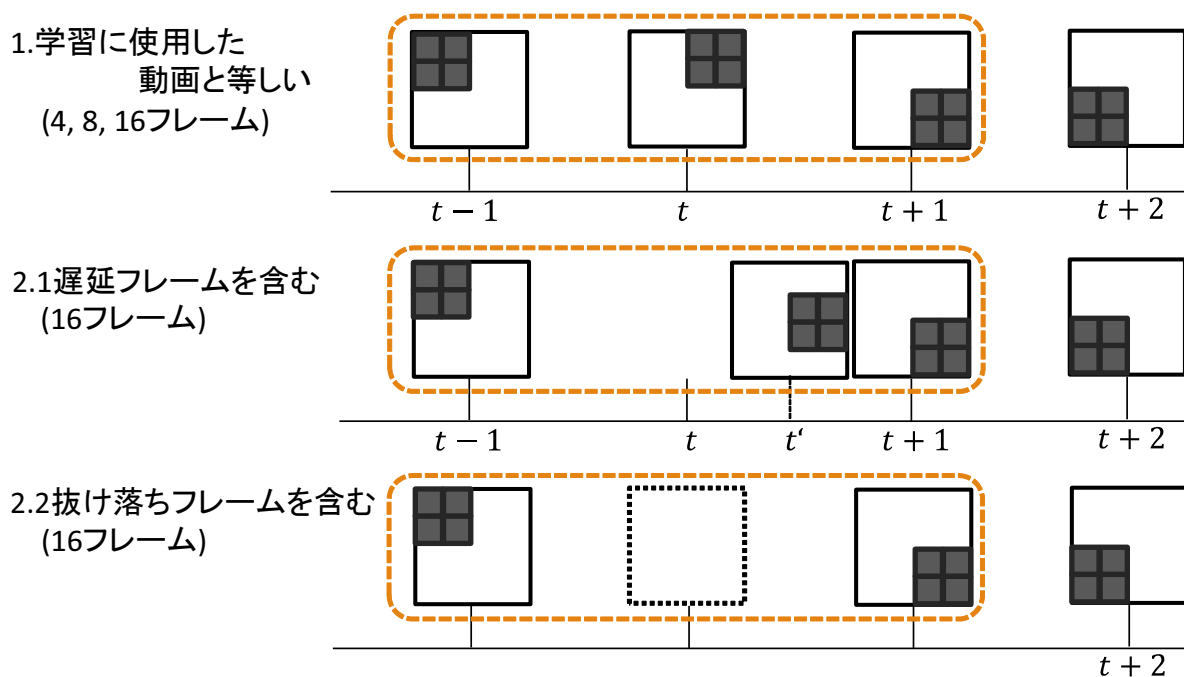 1.学習に使用した
動画と等しい
(4, 8, 16フレーム)
t − 1 t t + 1 t + 2
2.1遅延フレームを含む
(16フレーム)
t − 1 t t‘ t + 1 t + 2
2.2抜け落ちフレームを含む
(16フレーム)
t + 2